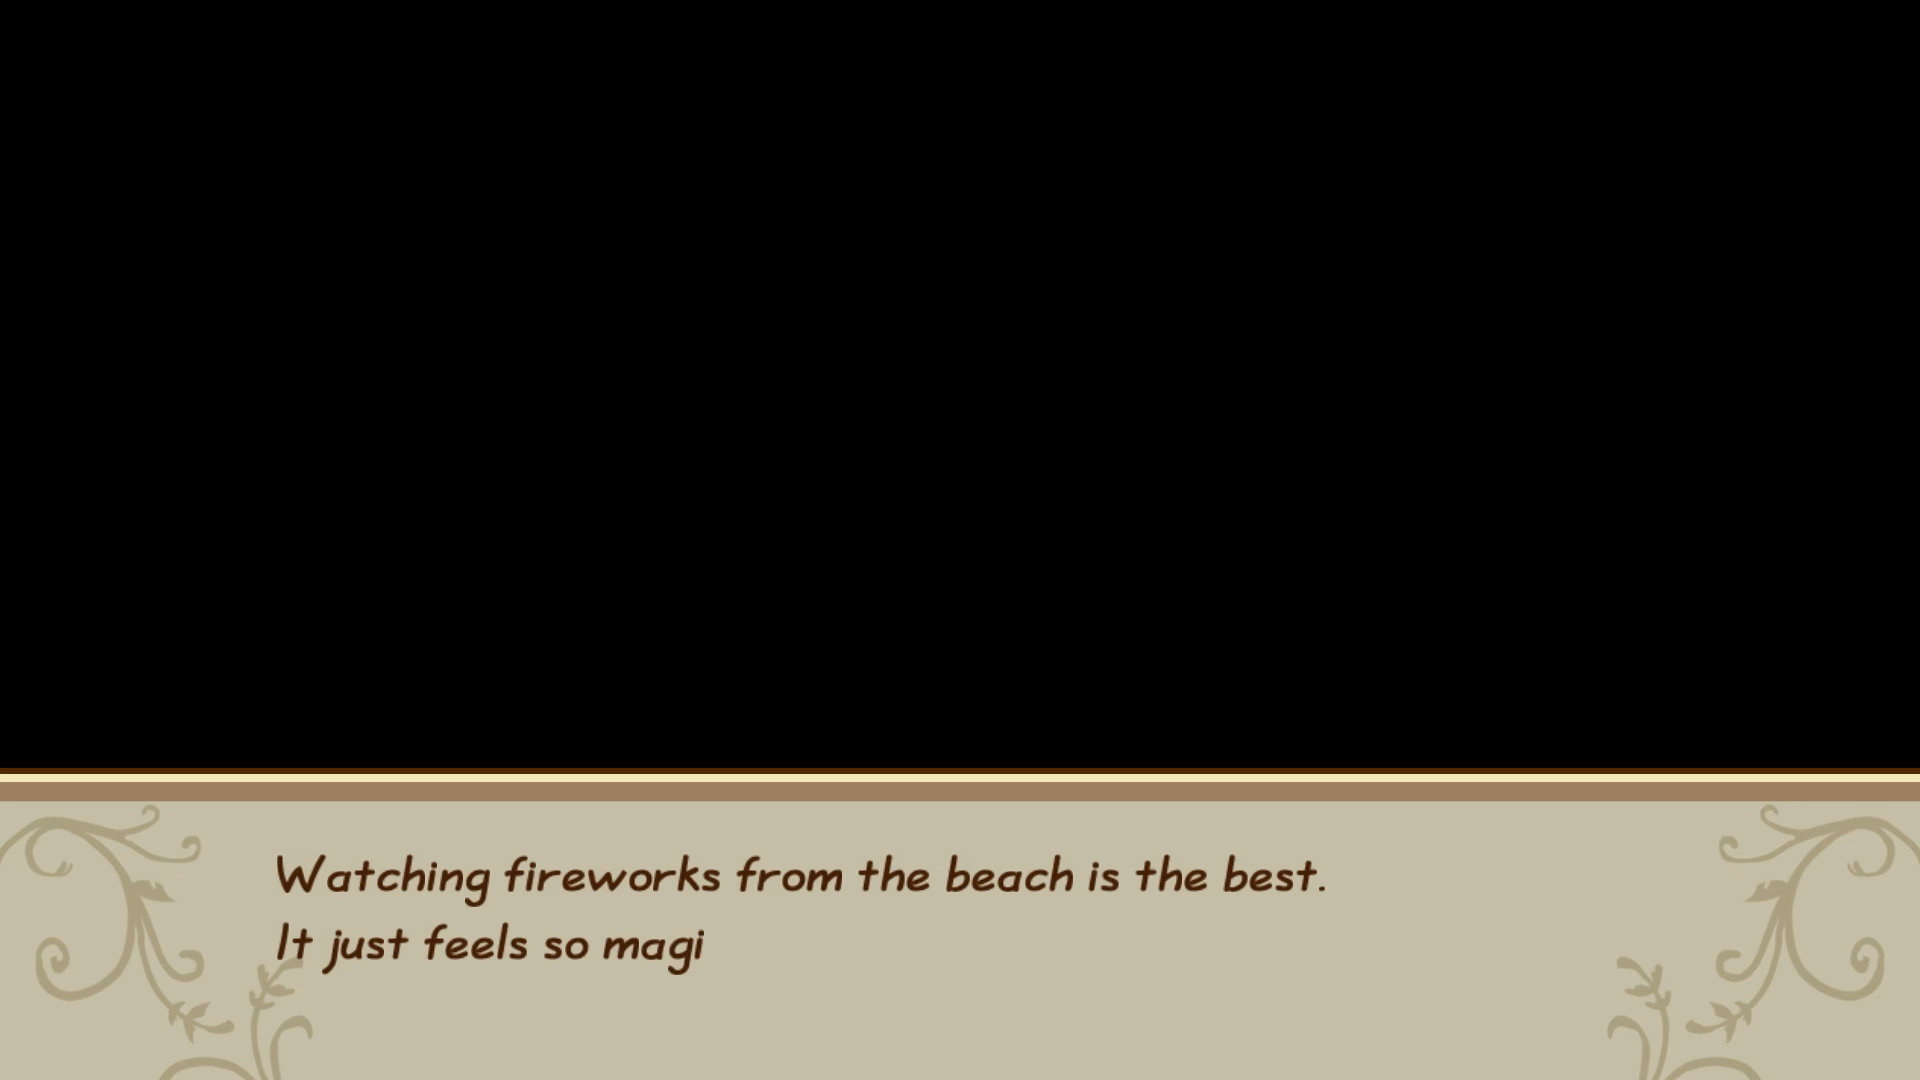 Watching fireworks from the beach is the best.
It just feels so magi